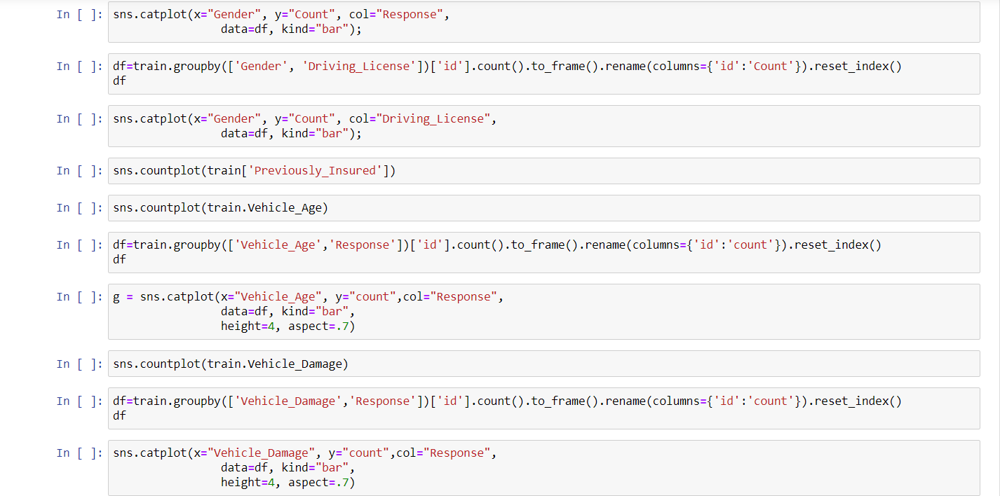 In [ ]: sns.catplot(x="Gender", y="Count", col="Response",
                data=df, kind="bar");
In [ ]: df=train.groupby(['Gender', 'Driving_License'])['id'].count().to_frame().rename(columns={'id':'Count'}).reset_index()
df
In [ ]: sns.catplot(x="Gender", y="Count", col="Driving_License",
                data=df, kind="bar");
In [ ]: sns.countplot(train['Previously_Insured'])
In [ ]: sns.countplot(train.Vehicle_Age)
In [ ]: df=train.groupby(['Vehicle_Age','Response'])['id'].count().to_frame().rename(columns={'id':'count'}).reset_index()
df
In [ ]: g = sns.catplot(x="Vehicle_Age", y="count",col="Response",
                data=df, kind="bar",
                height=4, aspect=.7)
In [ ]: sns.countplot(train.Vehicle_Damage)
In [ ]: df=train.groupby(['Vehicle_Damage','Response'])['id'].count().to_frame().rename(columns={'id':'count'}).reset_index()
df
In [ ]: sns.catplot(x="Vehicle_Damage", y="count",col="Response",
                data=df, kind="bar",
                height=4, aspect=.7)